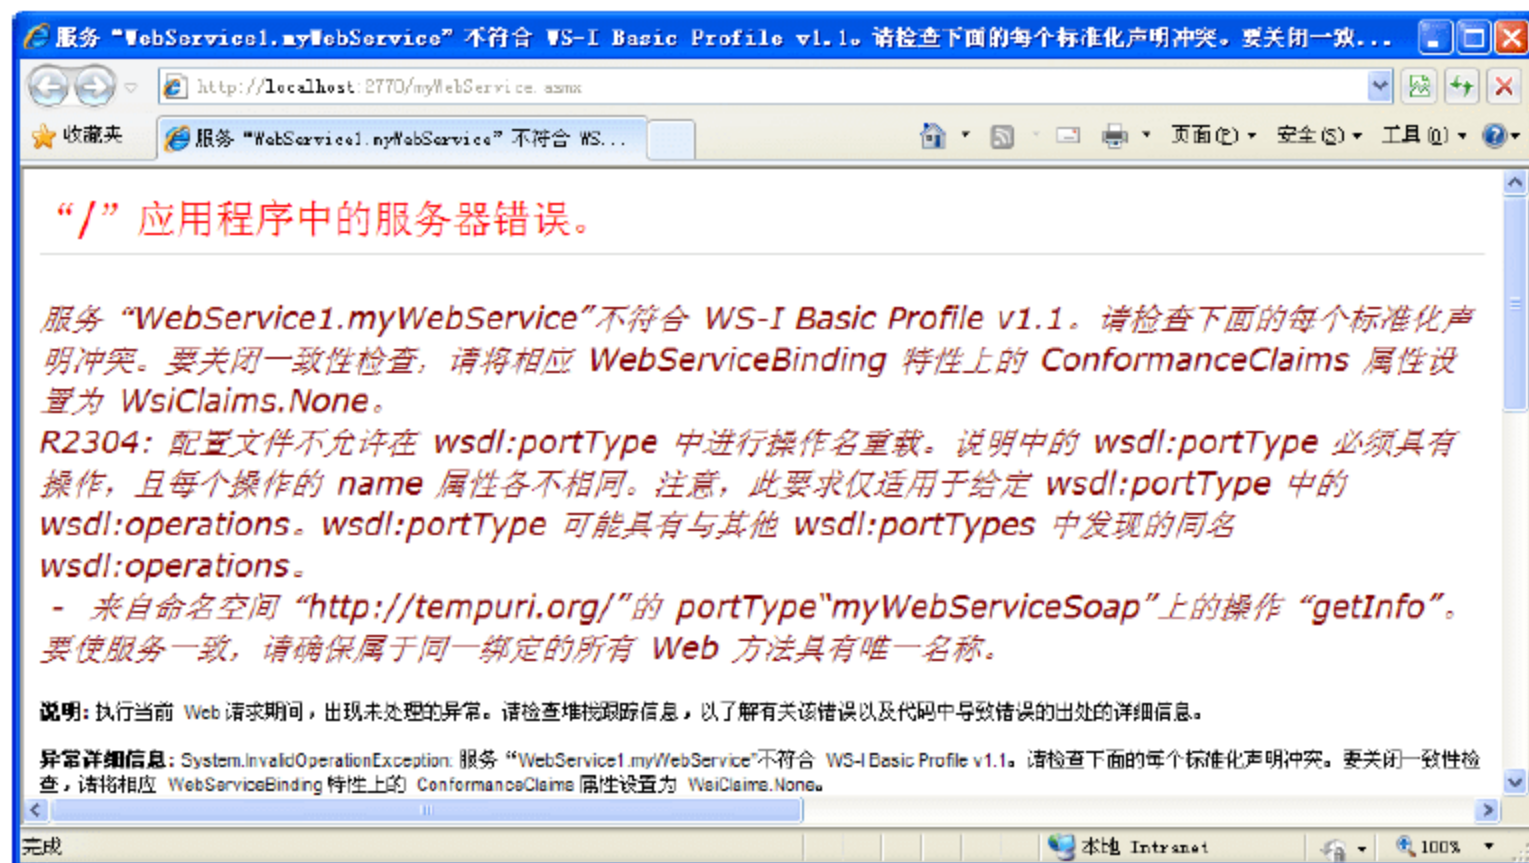 服务 “WebService1.myWebService” 不符合 WS-I Basic Profile v1.1。请检查下面的每个标准化声明冲突。要关闭一致...
http://localhost:2770/myWebService.asmx
收藏夹 服务 “WebService1.myWebService” 不符合 WS... 页面(P) 安全(S) 工具(O)
“/”应用程序中的服务器错误。
服务 “WebService1.myWebService”不符合 WS-I Basic Profile v1.1。请检查下面的每个标准化声
明冲突。要关闭一致性检查，请将相应 WebServiceBinding 特性上的 ConformanceClaims 属性设
置为 WsiClaims.None。
R2304: 配置文件不允许在 wsdl:portType 中进行操作名重载。说明中的 wsdl:portType 必须具有
操作，且每个操作的 name 属性各不相同。注意，此要求仅适用于给定 wsdl:portType 中的
wsdl:operations。wsdl:portType 可能具有与其他 wsdl:portTypes 中发现的同名
wsdl:operations。
- 来自命名空间 “http://tempuri.org/”的 portType“myWebServiceSoap”上的操作 “getInfo”。
要使服务一致，请确保属于同一绑定的所有 Web 方法具有唯一名称。
说明: 执行当前 Web 请求期间，出现未处理的异常。请检查堆栈跟踪信息，以了解有关该错误以及代码中导致错误的出处的详细信息。
异常详细信息: System.InvalidOperationException: 服务 “WebService1.myWebService”不符合 WS-I Basic Profile v1.1。请检查下面的每个标准化声明冲突。要关闭一致性检
查，请将相应 WebServiceBinding 特性上的 ConformanceClaims 属性设置为 WsiClaims.None。
完成 本地 Intranet 100%